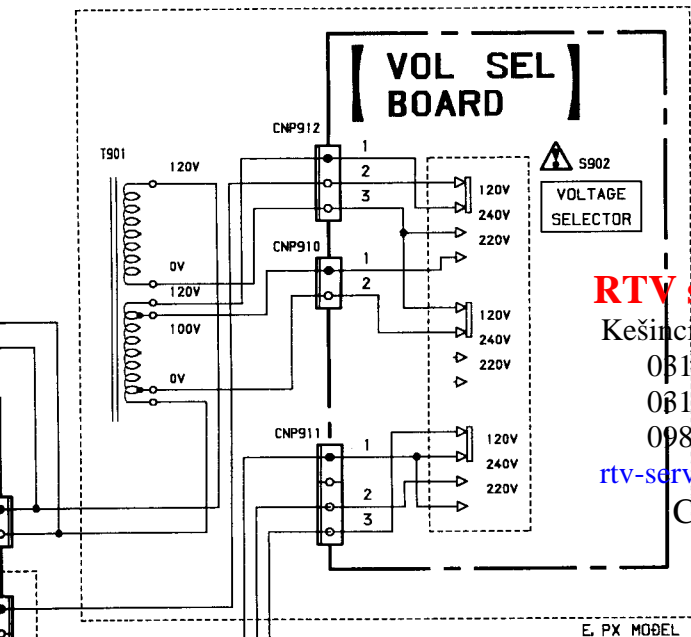 VOL SEL
BOARD
CNP912
T901
120V
0V
120V
100V
0V
1
2
3
CNP910
1
2
CNP911
1
2
3
S902
VOLTAGE
SELECTOR
120V
240V
220V
120V
240V
220V
120V
240V
220V
RTV s
Kešinci
031
031
098
rtv-serv
C
E, PX MODEL